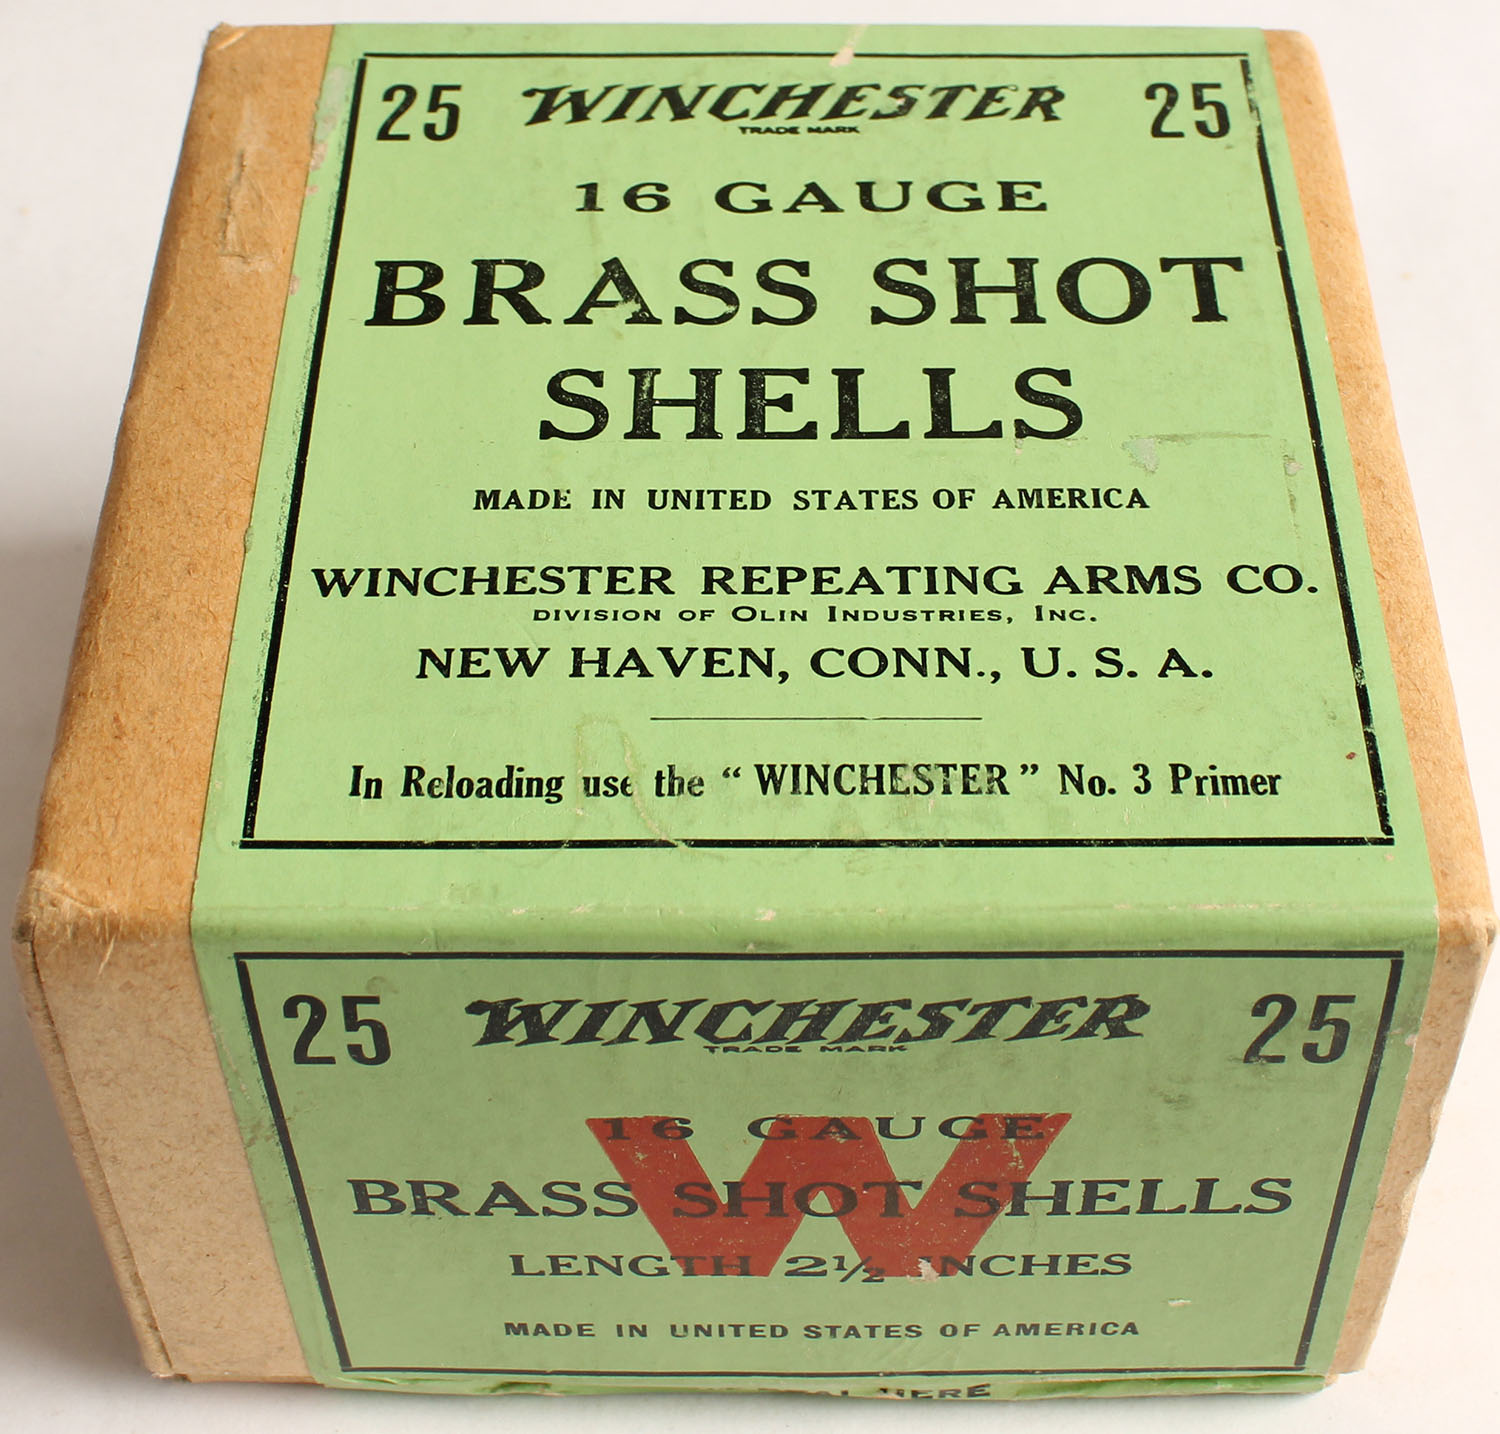 25 WINCHESTER 25
TRADE MARK
16 GAUGE
BRASS SHOT
SHELLS
MADE IN UNITED STATES OF AMERICA
WINCHESTER REPEATING ARMS CO.
DIVISION OF OLIN INDUSTRIES, INC.
NEW HAVEN, CONN., U. S. A.
In Reloading use the “WINCHESTER” No. 3 Primer
25 WINCHESTER 25
TRADE MARK
W
16 GAUGE
BRASS SHOT SHELLS
LENGTH 2½ INCHES
MADE IN UNITED STATES OF AMERICA
HERE